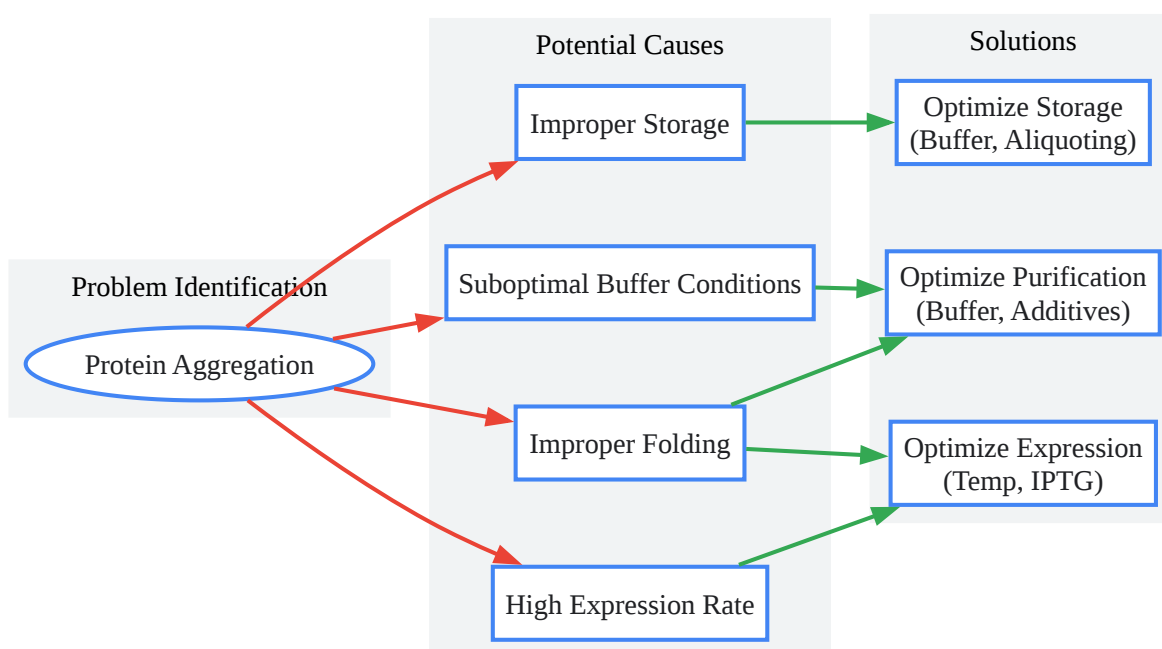 Problem Identification
Protein Aggregation
Potential Causes
Improper Storage
Suboptimal Buffer Conditions
Improper Folding
High Expression Rate
Solutions
Optimize Storage
(Buffer, Aliquoting)
Optimize Purification
(Buffer, Additives)
Optimize Expression
(Temp, IPTG)